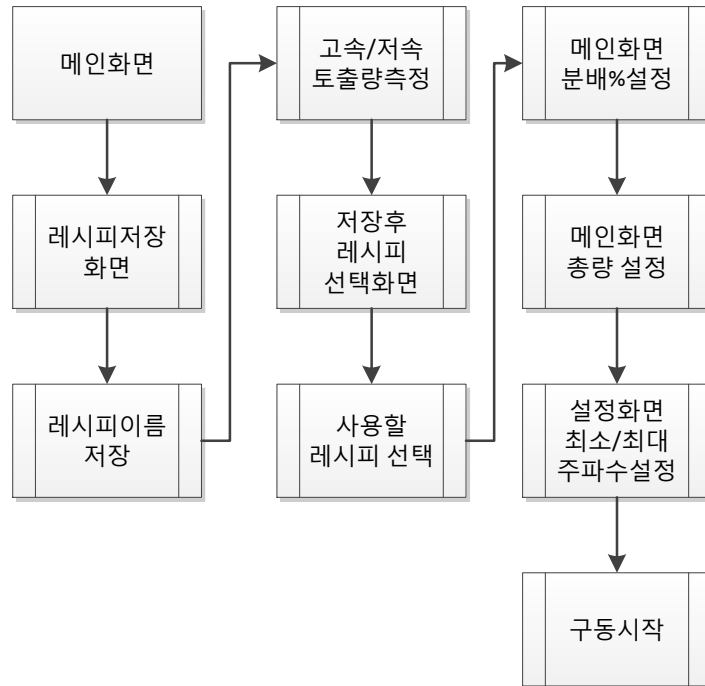 메인화면
레시피저장
화면
레시피이름
저장
고속/저속
토출량측정
저장후
레시피
선택화면
사용할
레시피 선택
메인화면
분배%설정
메인화면
총량 설정
설정화면
최소/최대
주파수설정
구동시작